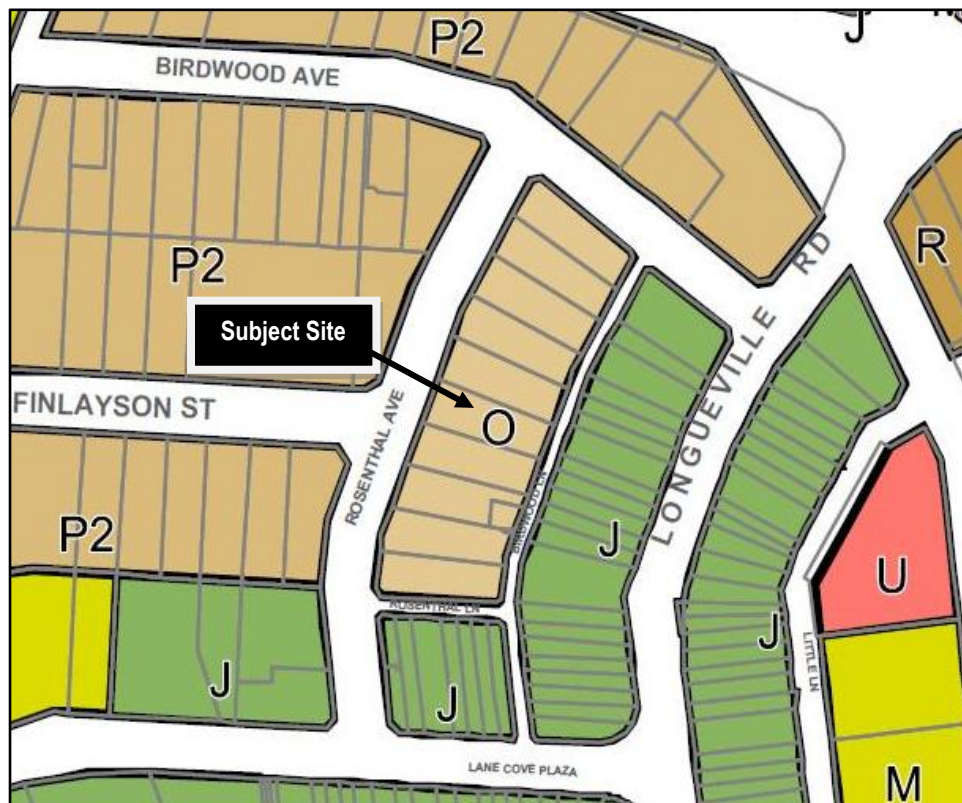 P2
J
BIRDWOOD AVE
P2
R
RD
Subject Site
LONGUEVILLE
FINLAYSON ST
O
ROSENTHAL AVE
BIRDWOOD LN
P2
J
U
ROSENTHAL LN
J
J
J
LITTLE LN
LANE COVE PLAZA
M